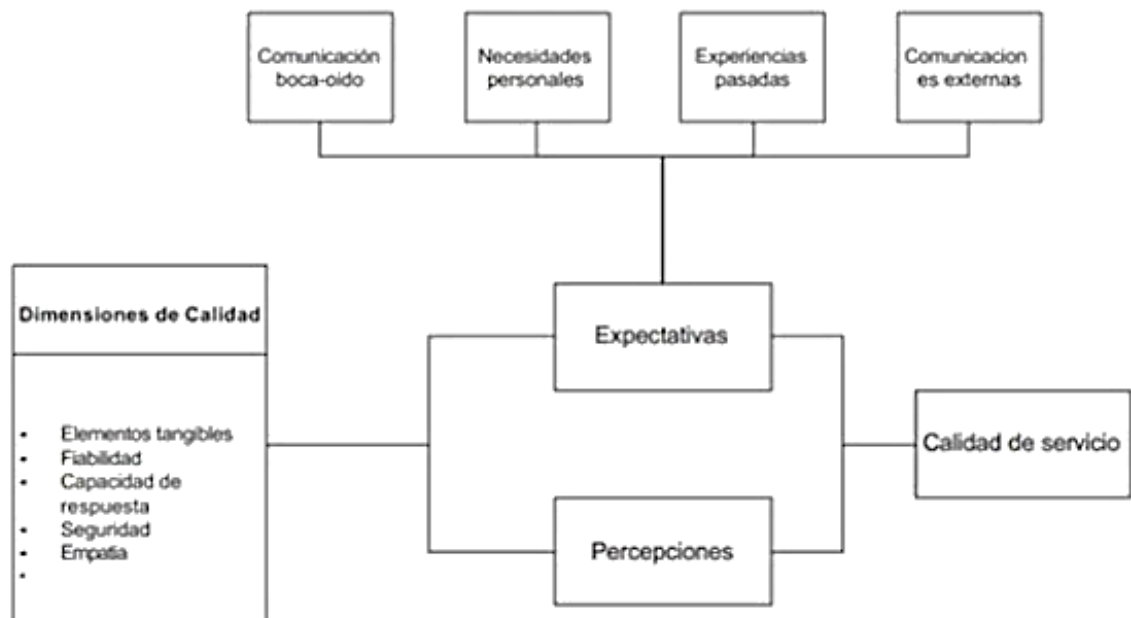 Comunicación
boca-oido
Necesidades
personales
Experiencias
pasadas
Comunicacion
es externas
Dimensiones de Calidad
• Elementos tangibles
• Fiabilidad
• Capacidad de
respuesta
• Seguridad
• Empatia
•
Expectativas
Percepciones
Calidad de servicio